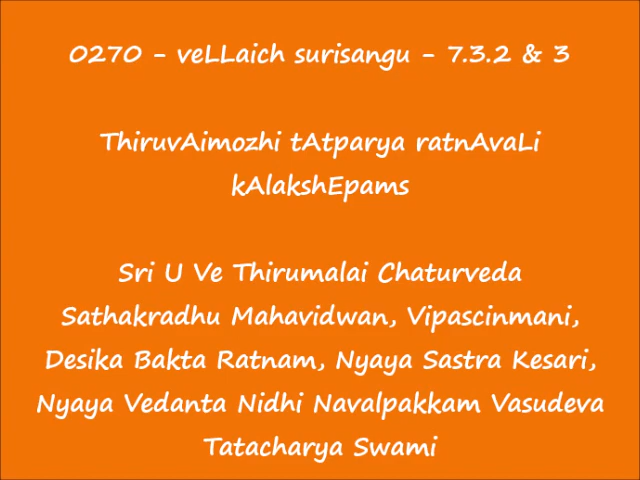 0270 - veLLaich surisangu - 7.3.2 & 3
ThiruvAimozhi tAtparya ratnAvaLi
kAlakshEpams
Sri U Ve Thirumalai Chaturveda
Sathakradhu Mahavidwan, Vipascinmani,
Desika Bakta Ratnam, Nyaya Sastra Kesari,
Nyaya Vedanta Nidhi Navalpakkam Vasudeva
Tatacharya Swami